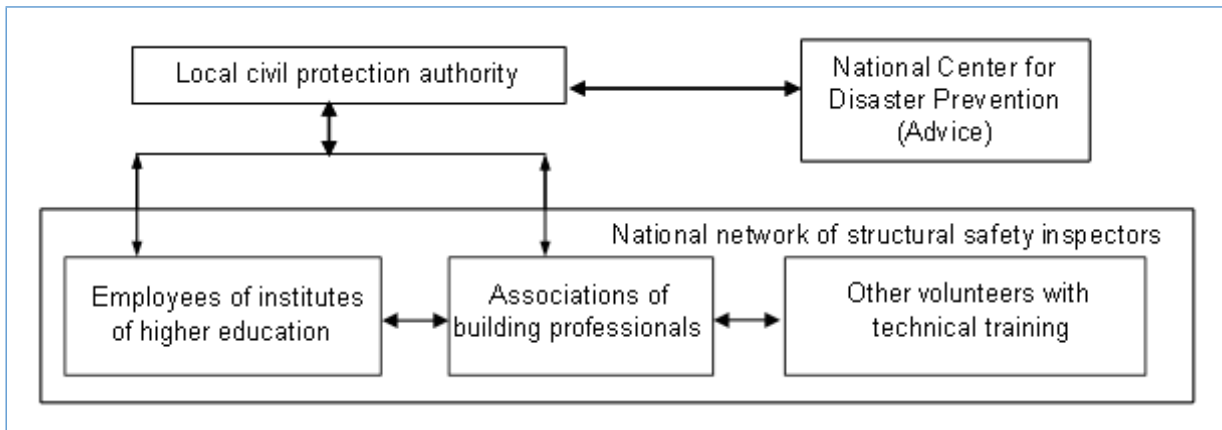 Local civil protection authority
National Center for
Disaster Prevention
(Advice)
National network of structural safety inspectors
Employees of institutes
of higher education
Associations of
building professionals
Other volunteers with
technical training